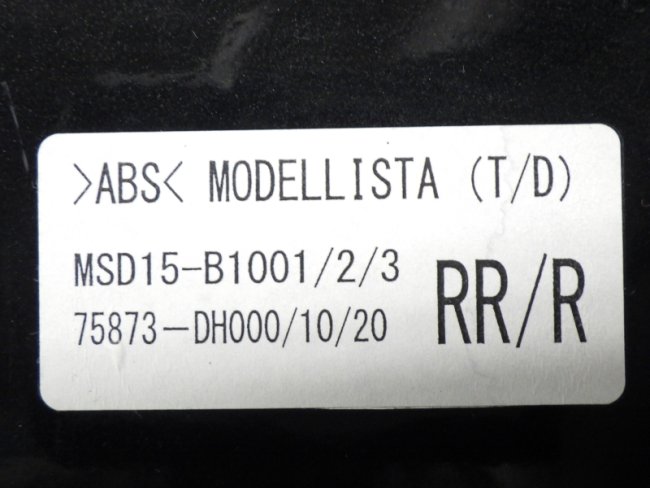 >ABS< MODELLISTA (T/D)
MSD15-B1001/2/3
75873-DH000/10/20
RR/R